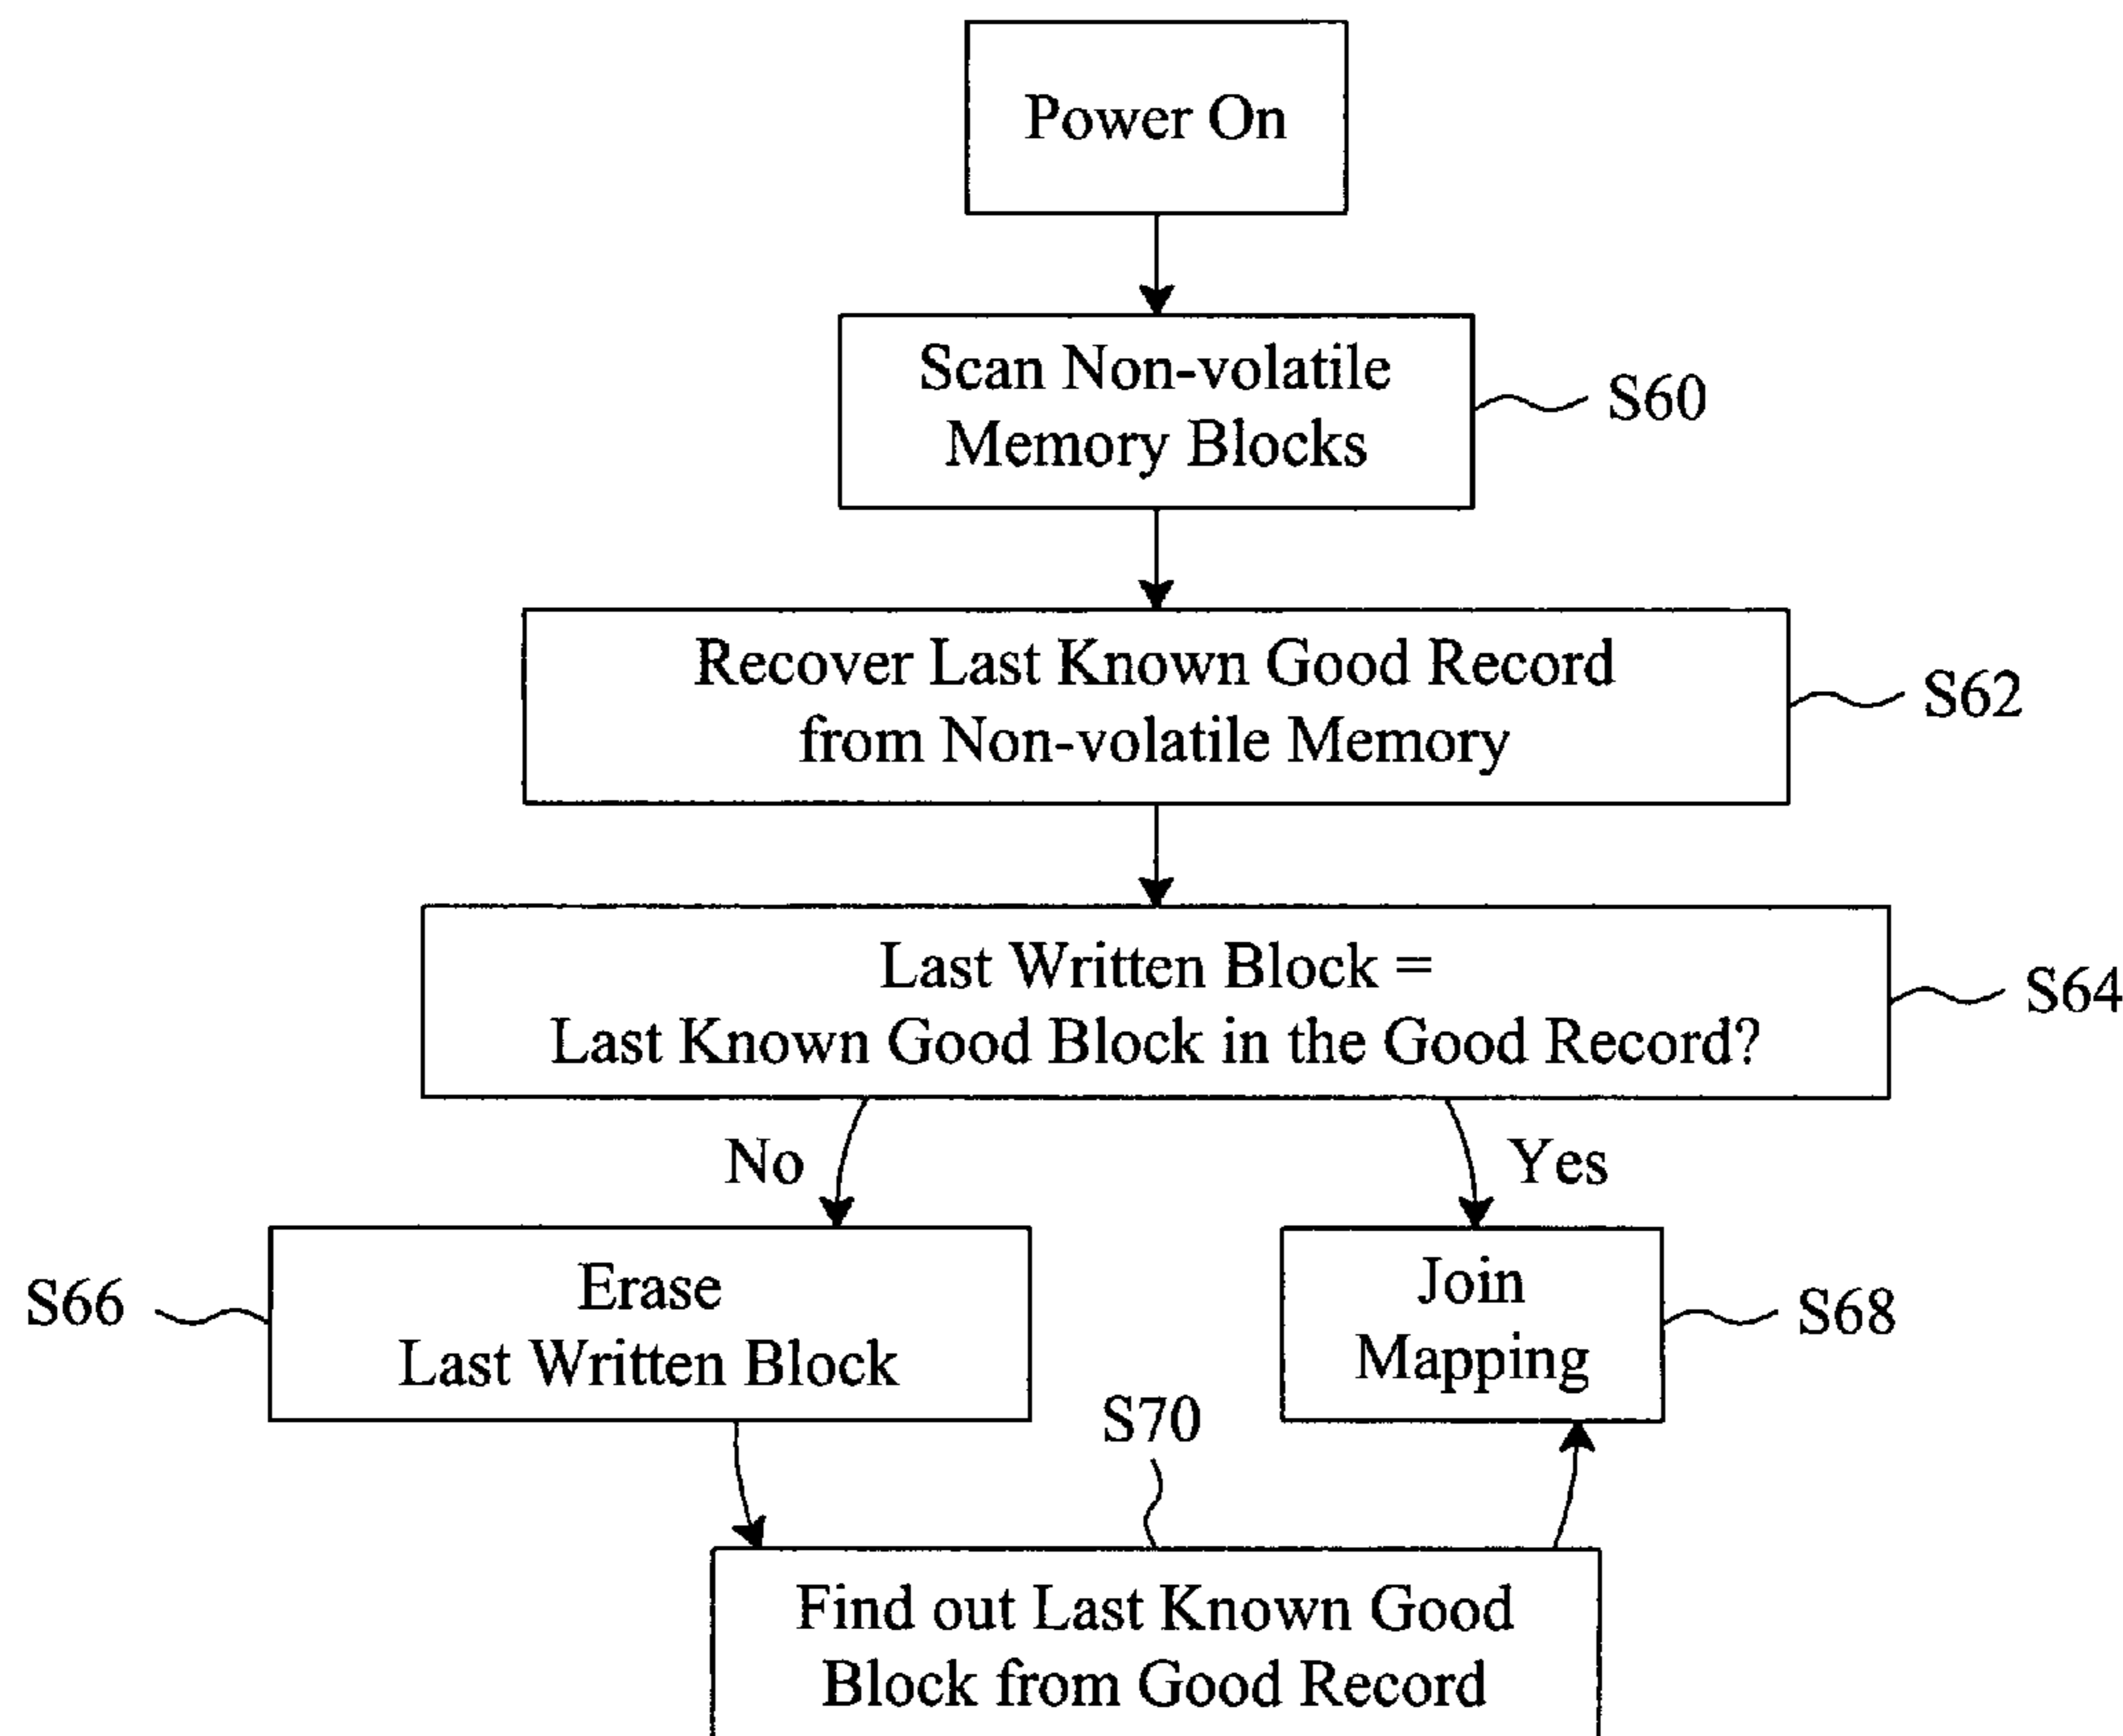 Power On
Scan Non-volatile
Memory Blocks
S60
Recover Last Known Good Record
from Non-volatile Memory
S62
Last Written Block =
Last Known Good Block in the Good Record?
S64
No
Yes
S66
Erase
Last Written Block
Join
Mapping
S68
S70
Find out Last Known Good
Block from Good Record